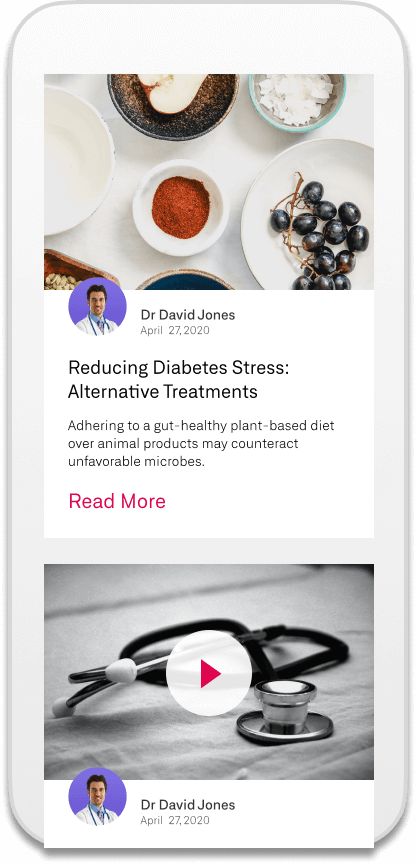 Dr David Jones
April 27,2020
Reducing Diabetes Stress:
Alternative Treatments
Adhering to a gut-healthy plant-based diet
over animal products may counteract
unfavorable microbes.
Read More
Dr David Jones
April 27,2020